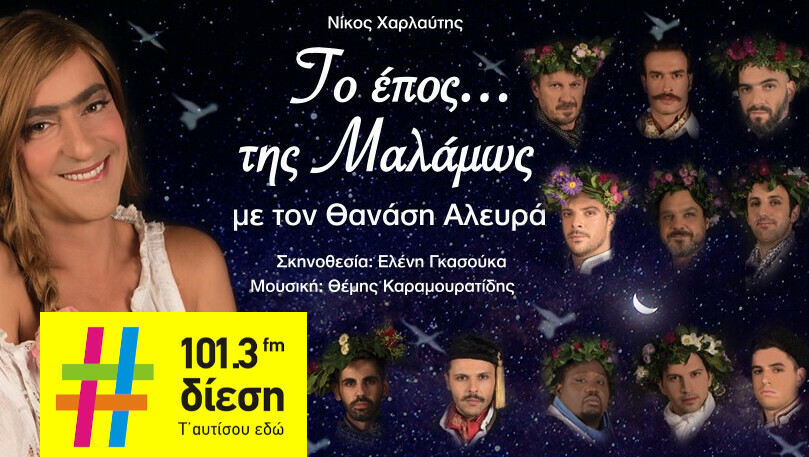 Νίκος Χαρλαύτης
Το έπος...
της Μαλάμως
με τον Θανάση Αλευρά
Σκηνοθεσία: Ελένη Γκασούκα
Μουσική: Θέμης Καραμουρατίδης
101.3 fm
δίεση
Τ'αυτίσου εδώ